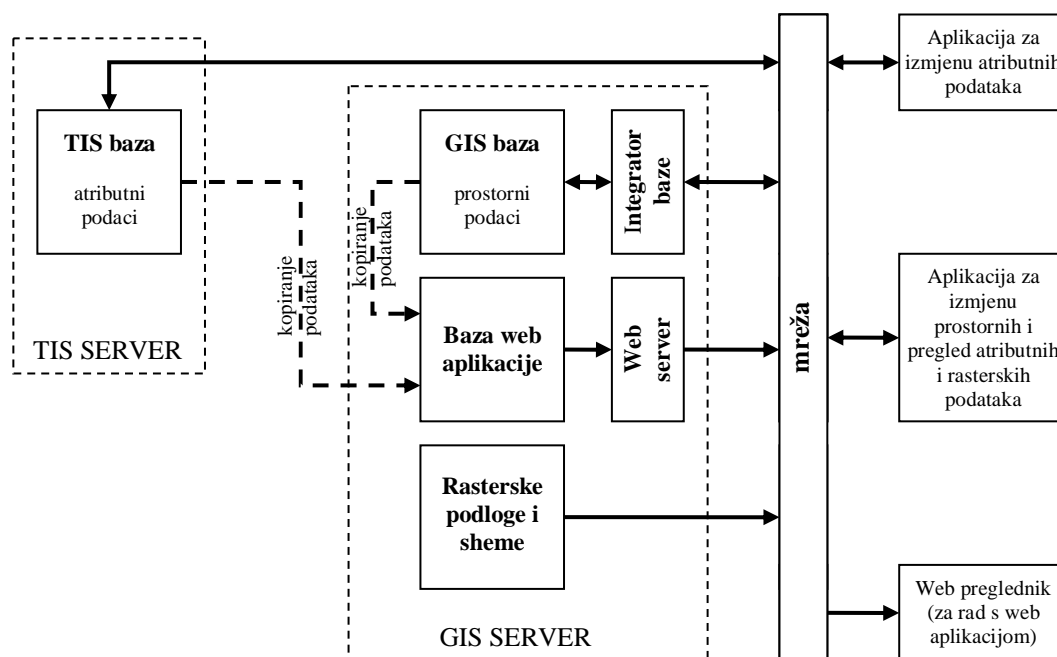 TIS baza
atributni
podaci
TIS SERVER
kopiranje
podataka
kopiranje
podataka
GIS baza
prostorni
podaci
Integrator
baze
Baza web
aplikacije
Web
server
Rasterske
podloge i
sheme
GIS SERVER
mreža
Aplikacija za
izmjenu atributnih
podataka
Aplikacija za
izmjenu
prostornih i
pregled atributnih
i rasterskih
podataka
Web preglednik
(za rad s web
aplikacijom)